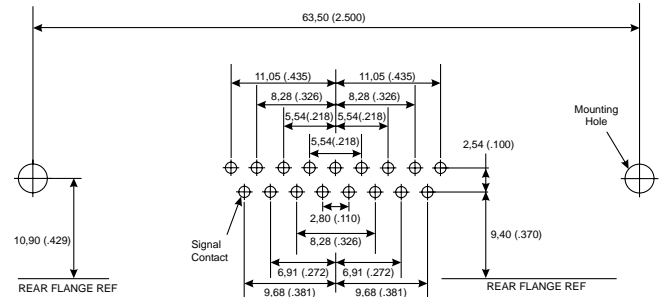 63,50 (2.500)
11,05 (.435) 11,05 (.435)
8,28 (.326) 8,28 (.326)
5,54(.218) 5,54(.218)
5,54(.218)
Mounting
Hole
2,54 (.100)
2,80 (.110)
Signal
Contact
8,28 (.326)
10,90 (.429)
9,40 (.370)
6,91 (.272) 6,91 (.272)
REAR FLANGE REF REAR FLANGE REF
9,68 (.381) 9,68 (.381)